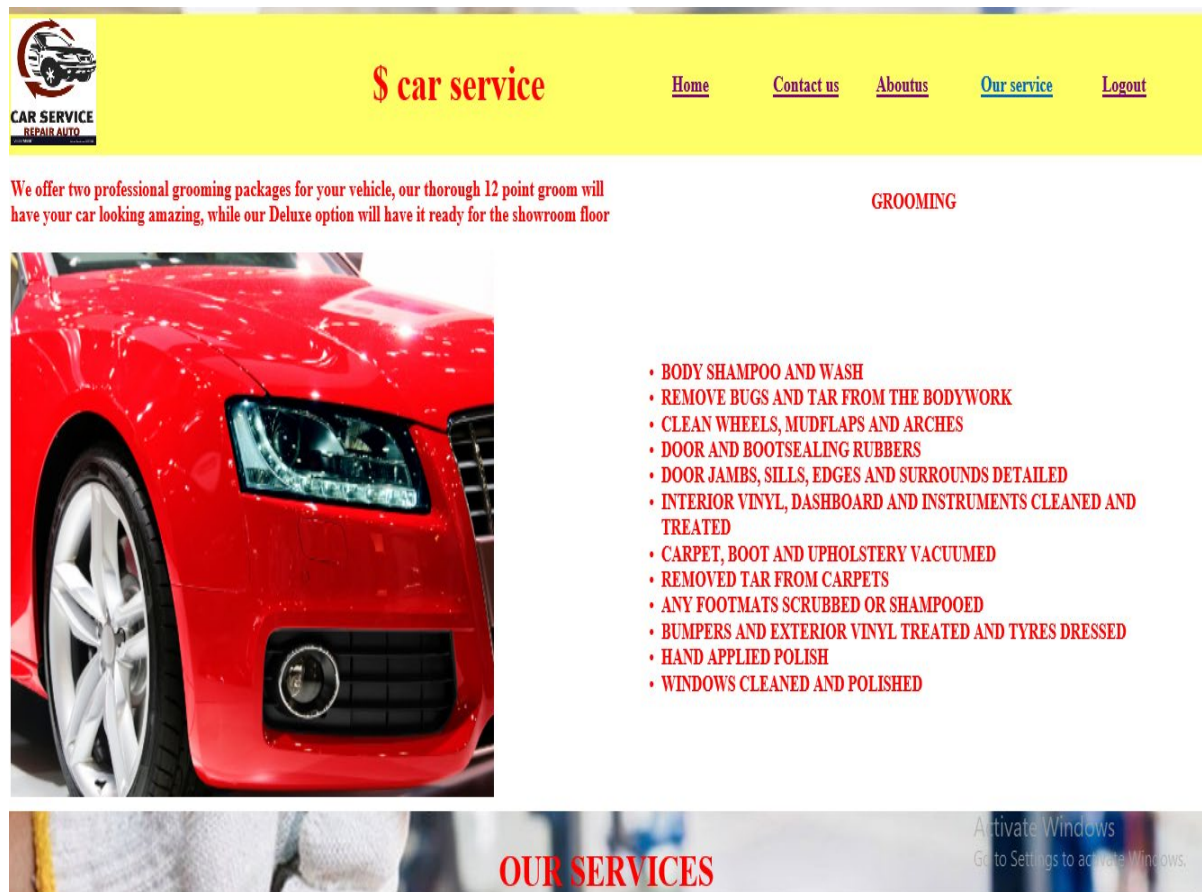 CAR SERVICE
REPAIR AUTO
$ car service
Home
Contact us
Aboutus
Our service
Logout
We offer two professional grooming packages for your vehicle, our thorough 12 point groom will
have your car looking amazing, while our Deluxe option will have it ready for the showroom floor
GROOMING
• BODY SHAMPOO AND WASH
• REMOVE BUGS AND TAR FROM THE BODYWORK
• CLEAN WHEELS, MUDFLAPS AND ARCHES
• DOOR AND BOOTSEALING RUBBERS
• DOOR JAMBS, SILLS, EDGES AND SURROUNDS DETAILED
• INTERIOR VINYL, DASHBOARD AND INSTRUMENTS CLEANED AND
TREATED
• CARPET, BOOT AND UPHOLSTERY VACUUMED
• REMOVED TAR FROM CARPETS
• ANY FOOTMATS SCRUBBED OR SHAMPOOED
• BUMPERS AND EXTERIOR VINYL TREATED AND TYRES DRESSED
• HAND APPLIED POLISH
• WINDOWS CLEANED AND POLISHED
OUR SERVICES
Activate Windows
Go to Settings to activate Windows.